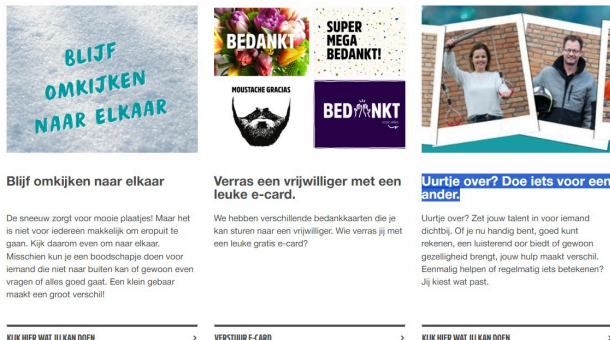 BLIJF
OMKIJKEN
NAAR ELKAAR
BEDANKT
SUPER
MEGA
BEDANKT!
MOUSTACHE GRACIAS
BED NKT
Blijf omkijken naar elkaar
De sneeuw zorgt voor mooie plaatjes! Maar het
is niet voor iedereen makkelijk om eropuit te
gaan. Kijk daarom even om naar elkaar.
Misschien kun je een boodschapje doen voor
iemand die niet naar buiten kan of gewoon even
vragen of alles goed gaat. Een klein gebaar
maakt een groot verschil!
KIJK HIER WAT JIJ KAN DOEN
Verras een vrijwilliger met een
leuke e-card.
We hebben verschillende bedankkaarten die je
kan sturen naar een vrijwilliger. Wie verras jij met
een leuke gratis e-card?
VERSTUUR E-CARD
Uurtje over? Doe iets voor een
ander.
Uurtje over? Zet jouw talent in voor iemand
dichtbij. Of je nu handig bent, goed kunt
rekenen, een luisterend oor biedt of gewoon
gezelligheid brengt, jouw hulp maakt verschil.
Eenmalig helpen of regelmatig iets betekenen?
Jij kiest wat past.
KIJK HIER WAT JIJ KAN DOEN